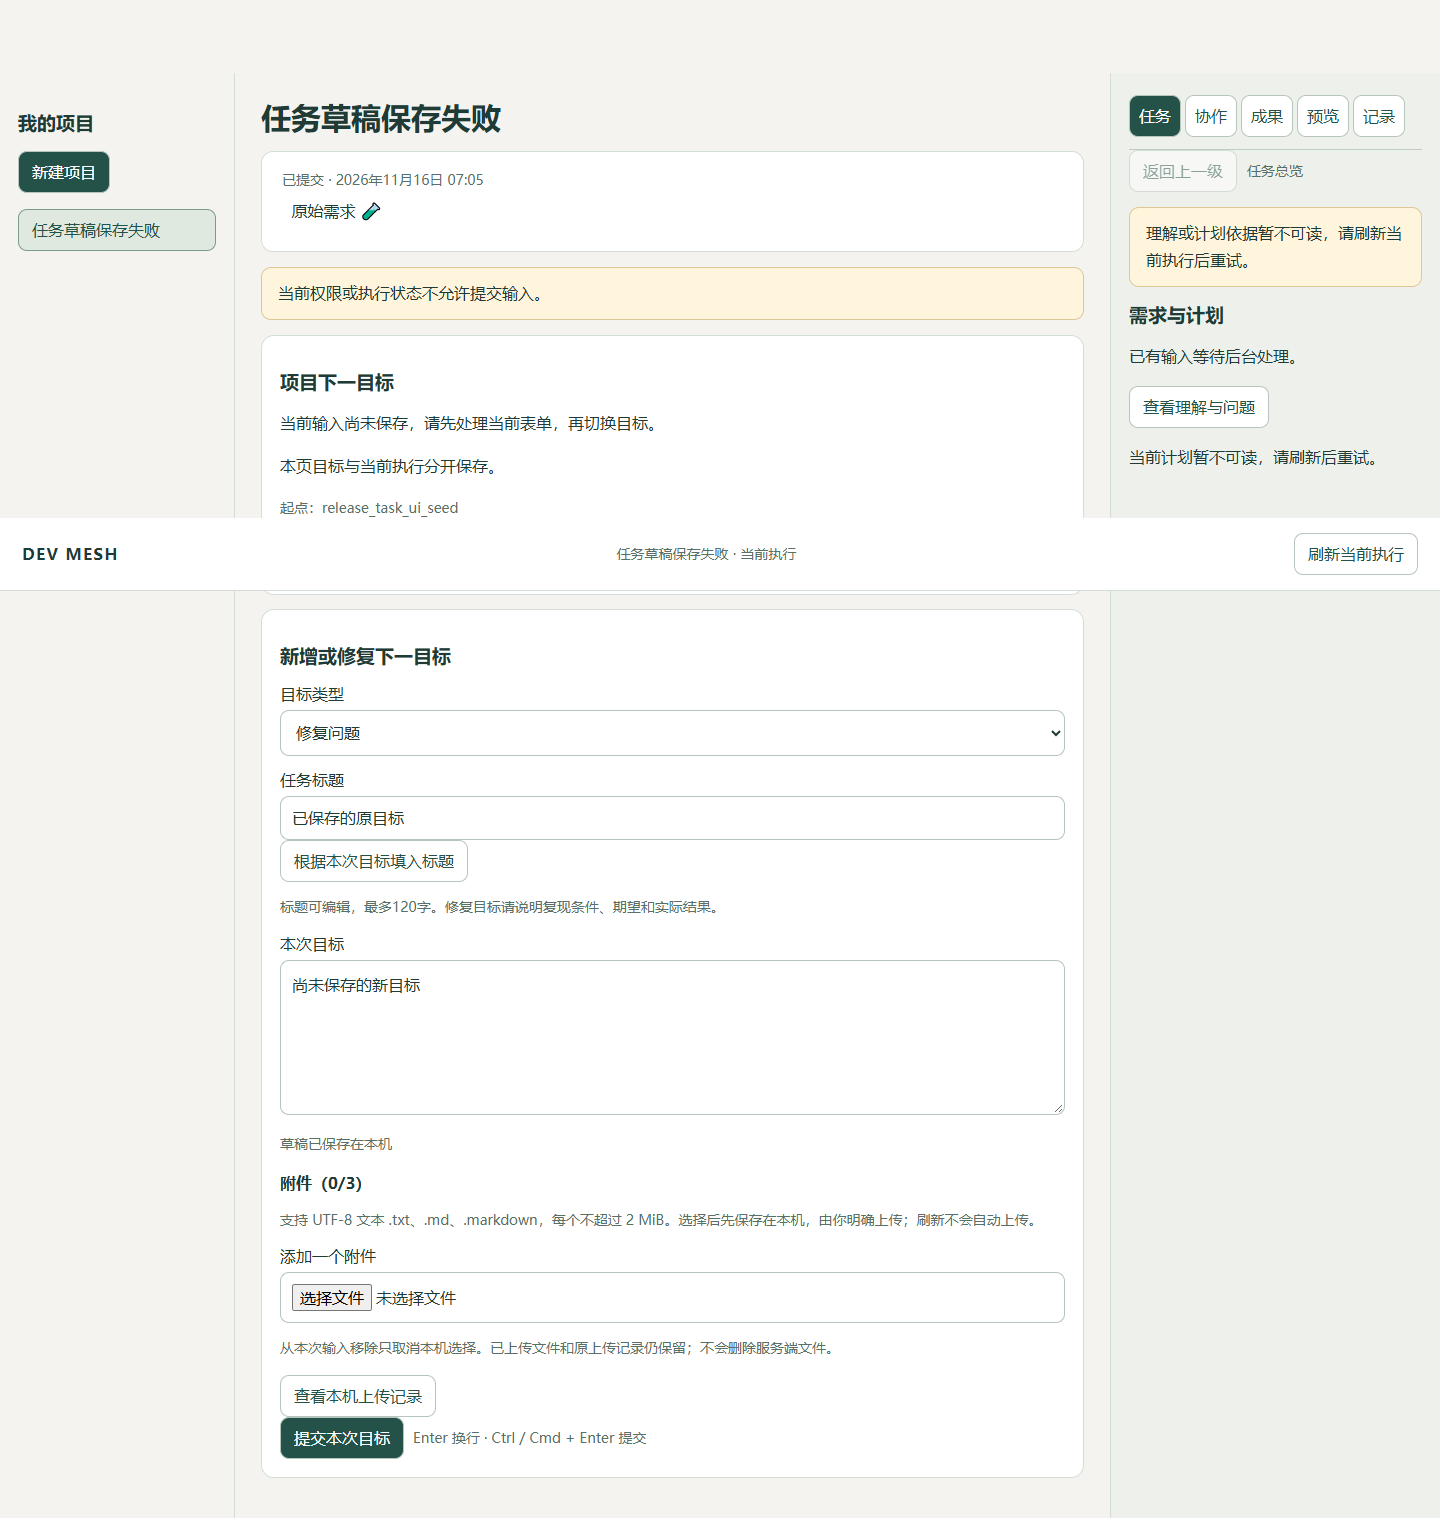 我的项目
新建项目
任务草稿保存失败
任务草稿保存失败
已提交 · 2026年11月16日 07:05
原始需求
当前权限或执行状态不允许提交输入。
项目下一目标
当前输入尚未保存，请先处理当前表单，再切换目标。
本页目标与当前执行分开保存。
起点：release_task_ui_seed
任务
协作
成果
预览
记录
返回上一级
任务总览
理解或计划依据暂不可读，请刷新当
前执行后重试。
需求与计划
已有输入等待后台处理。
查看理解与问题
当前计划暂不可读，请刷新后重试。
DEV MESH
任务草稿保存失败 · 当前执行
刷新当前执行
新增或修复下一目标
目标类型
修复问题
任务标题
已保存的原目标
根据本次目标填入标题
标题可编辑，最多120字。修复目标请说明复现条件、期望和实际结果。
本次目标
尚未保存的新目标
草稿已保存在本机
附件（0/3）
支持 UTF-8 文本 .txt、.md、.markdown，每个不超过 2 MiB。选择后先保存在本机，由你明确上传；刷新不会自动上传。
添加一个附件
选择文件 未选择文件
从本次输入移除只取消本机选择。已上传文件和原上传记录仍保留；不会删除服务端文件。
查看本机上传记录
提交本次目标
Enter 换行 · Ctrl / Cmd + Enter 提交